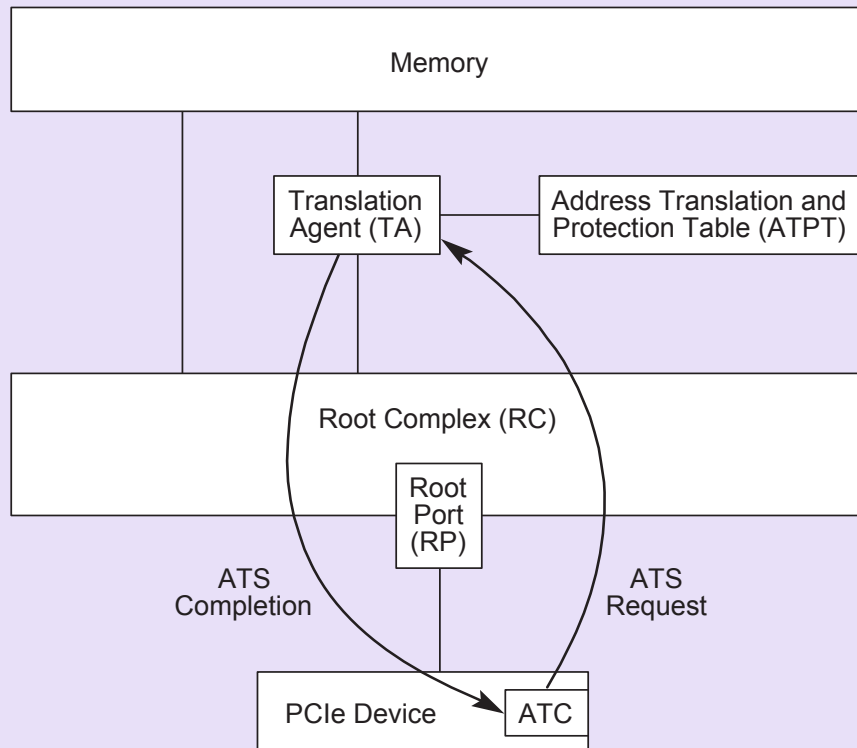 Memory
Translation
Agent (TA)
Address Translation and
Protection Table (ATPT)
Root Complex (RC)
Root
Port
(RP)
ATS
Completion
ATS
Request
PCIe Device
ATC